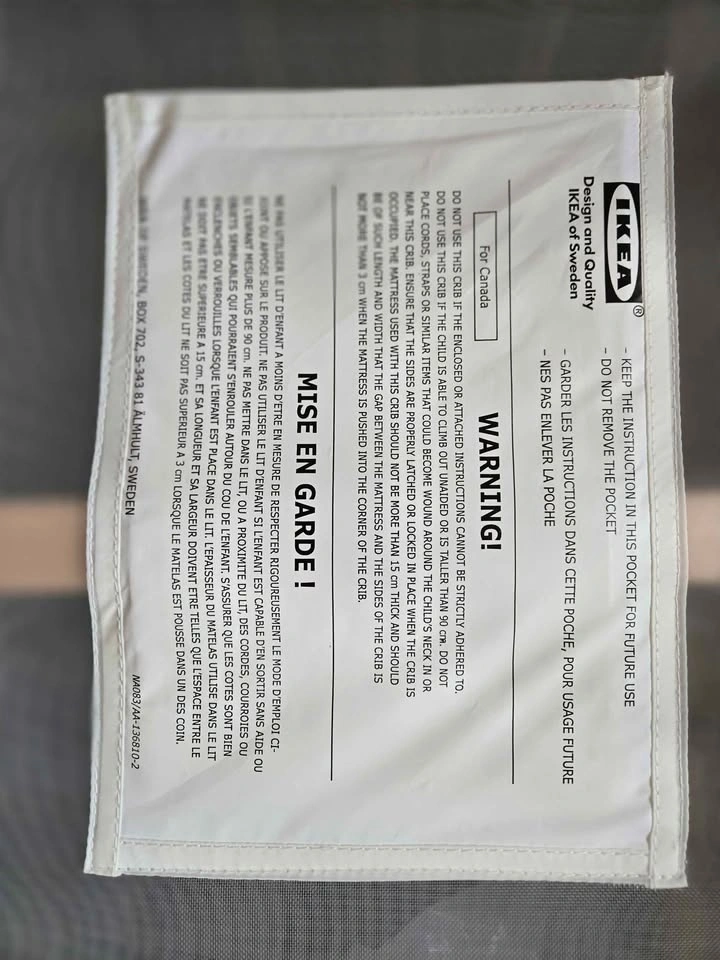 IKEA®
Design and Quality
IKEA of Sweden
- KEEP THE INSTRUCTION IN THIS POCKET FOR FUTURE USE
- DO NOT REMOVE THE POCKET
- GARDER LES INSTRUCTIONS DANS CETTE POCHE, POUR USAGE FUTURE
- NES PAS ENLEVER LA POCHE
For Canada
WARNING!
DO NOT USE THIS CRIB IF THE ENCLOSED OR ATTACHED INSTRUCTIONS CANNOT BE STRICTLY ADHERED TO.
DO NOT USE THIS CRIB IF THE CHILD IS ABLE TO CLIMB OUT UNAIDED OR IS TALLER THAN 90 cm. DO NOT
PLACE CORDS, STRAPS OR SIMILAR ITEMS THAT COULD BECOME WOUND AROUND THE CHILD'S NECK IN OR
NEAR THIS CRIB. ENSURE THAT THE SIDES ARE PROPERLY LATCHED OR LOCKED IN PLACE WHEN THE CRIB IS
OCCUPIED. THE MATTRESS USED WITH THIS CRIB SHOULD NOT BE MORE THAN 15 cm THICK AND SHOULD
BE OF SUCH LENGTH AND WIDTH THAT THE GAP BETWEEN THE MATTRESS AND THE SIDES OF THE CRIB IS
NOT MORE THAN 3 cm WHEN THE MATTRESS IS PUSHED INTO THE CORNER OF THE CRIB.
MISE EN GARDE !
NE PAS UTILISER LE LIT D'ENFANT A MOINS D'ETRE EN MESURE DE RESPECTER RIGOUREUSEMENT LE MODE D'EMPLOI CI-
JOINT OU APPOSE SUR LE PRODUIT. NE PAS UTILISER LE LIT D'ENFANT SI L'ENFANT EST CAPABLE D'EN SORTIR SANS AIDE OU
SI L'ENFANT MESURE PLUS DE 90 cm. NE PAS METTRE DANS LE LIT, OU A PROXIMITE DU LIT, DES CORDES, COURROIES OU
OBJETS SEMBLABLES QUI POURRAIENT S'ENROULER AUTOUR DU COU DE L'ENFANT. S'ASSURER QUE LES COTES SONT BIEN
ENCLENCHES OU VERROUILLES LORSQUE L'ENFANT EST PLACE DANS LE LIT. L'EPAISSEUR DU MATELAS UTILISE DANS LE LIT
NE DOIT PAS ETRE SUPERIEURE A 15 cm. ET SA LONGUEUR ET SA LARGEUR DOIVENT ETRE TELLES QUE L'ESPACE ENTRE LE
MATELAS ET LES COTES DU LIT NE SOIT PAS SUPERIEUR A 3 cm LORSQUE LE MATELAS EST POUSSE DANS UN DES COIN.
OF SWEDEN, BOX 702, S-343 81 ÄLMHULT, SWEDEN
NA083/AA-136810-2